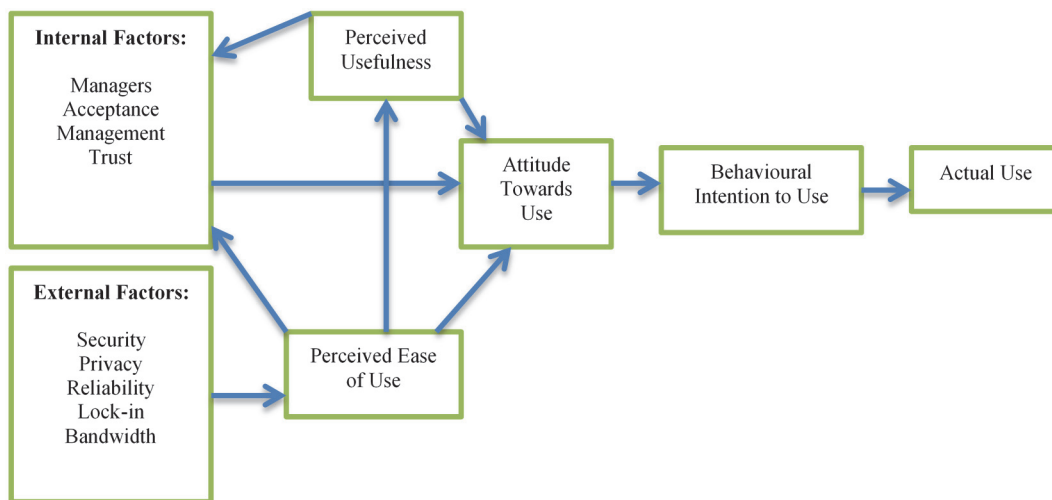 Internal Factors:
Managers
Acceptance
Management
Trust
Perceived
Usefulness
Attitude
Towards
Use
Behavioural
Intention to Use
Actual Use
External Factors:
Security
Privacy
Reliability
Lock-in
Bandwidth
Perceived Ease
of Use